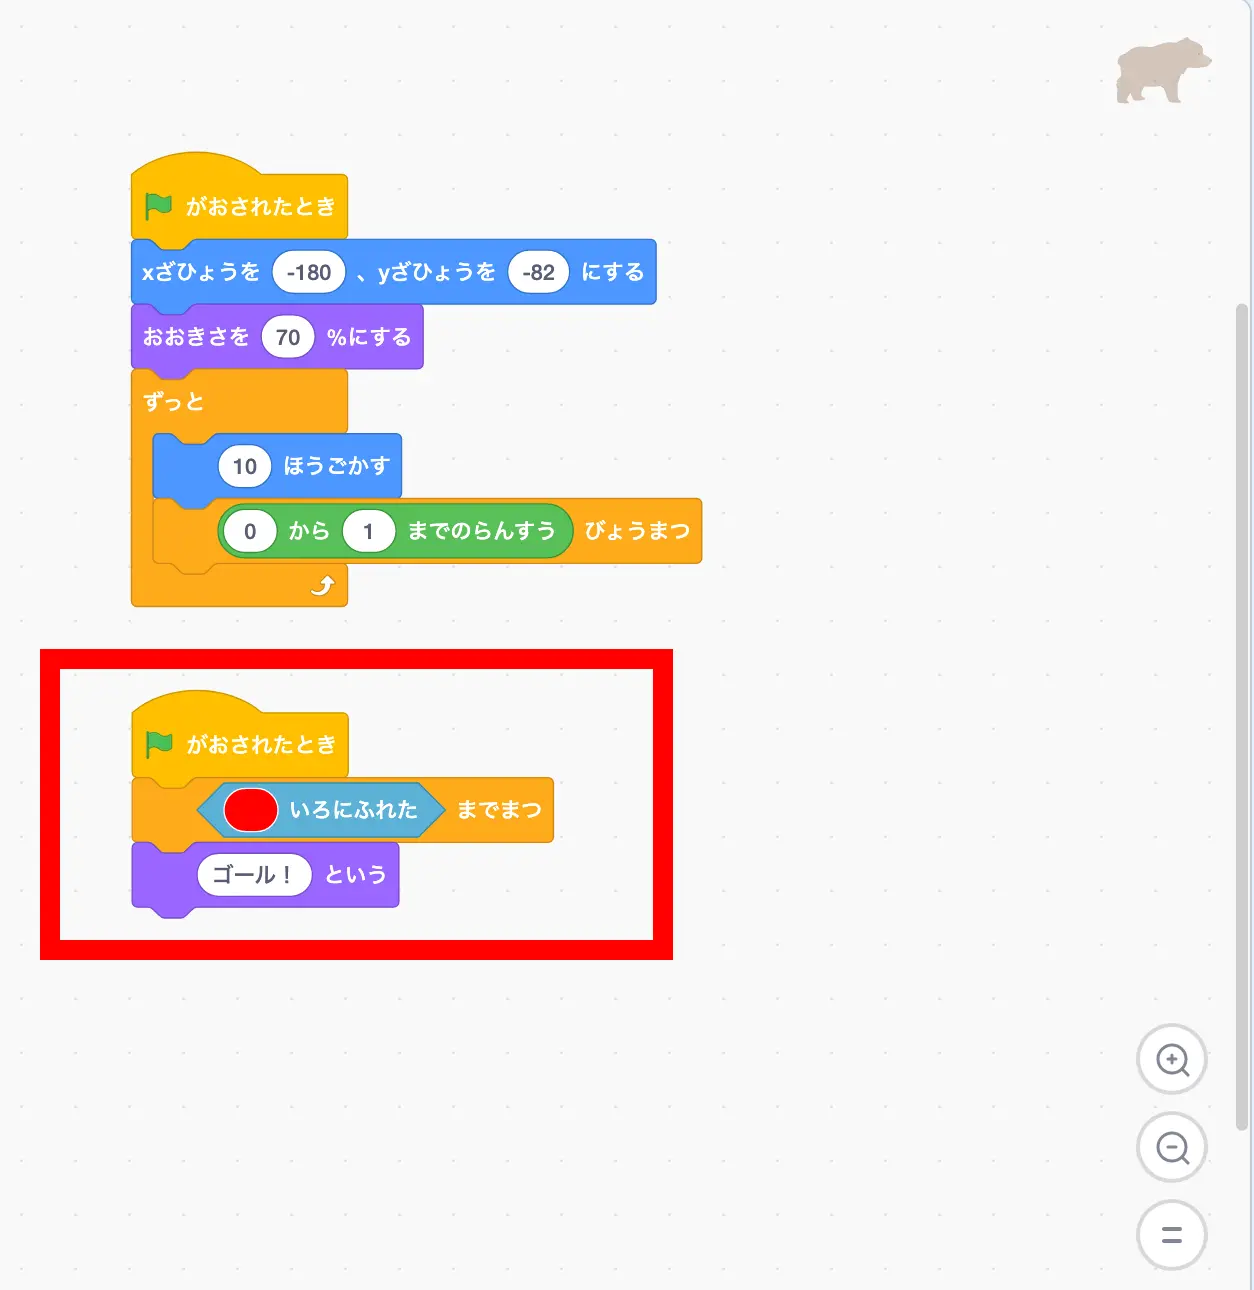 がおされたとき
xざひょうを -180 、yざひょうを -82 にする
おおきさを 70 %にする
ずっと
10 ほうごかす
0 から 1 までのらんすう びょうまつ
がおされたとき
いろにふれた までまつ
ゴール！ という